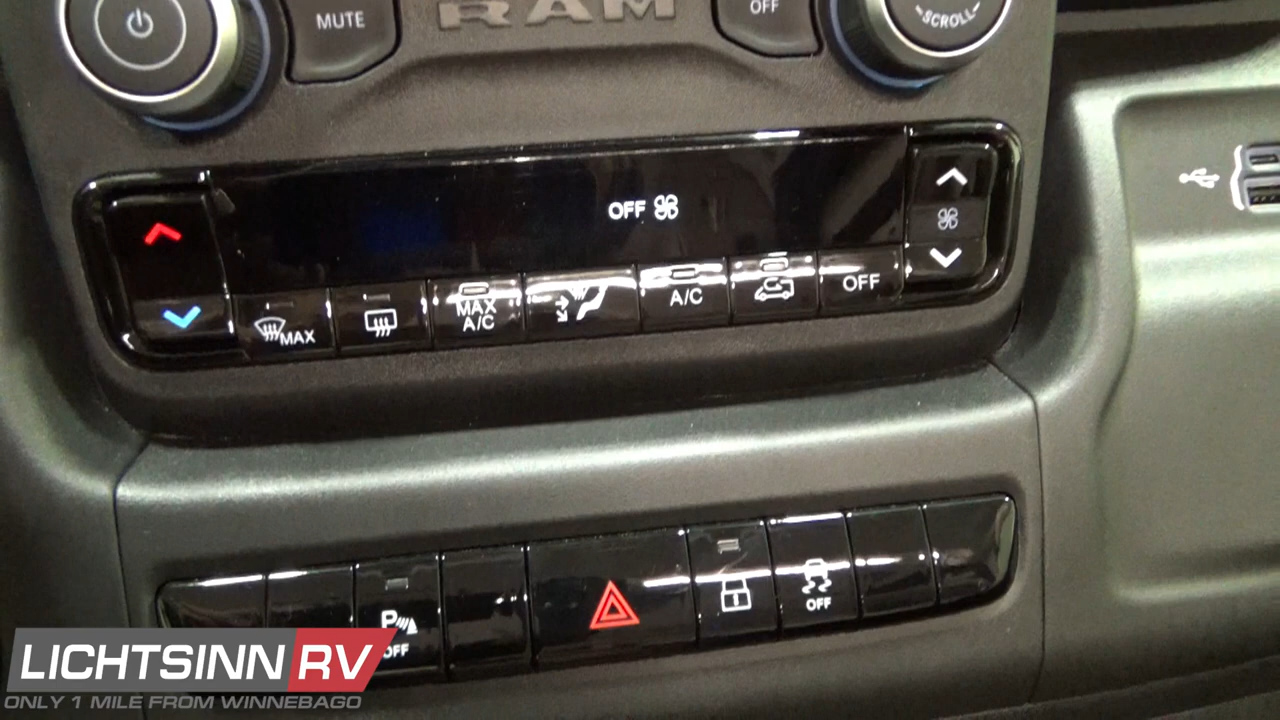 MUTE
RAM
OFF
SCROLL
OFF
MAX
MAX
A/C
A/C
OFF
P
OFF
OFF
LICHTSINN RV
ONLY 1 MILE FROM WINNEBAGO